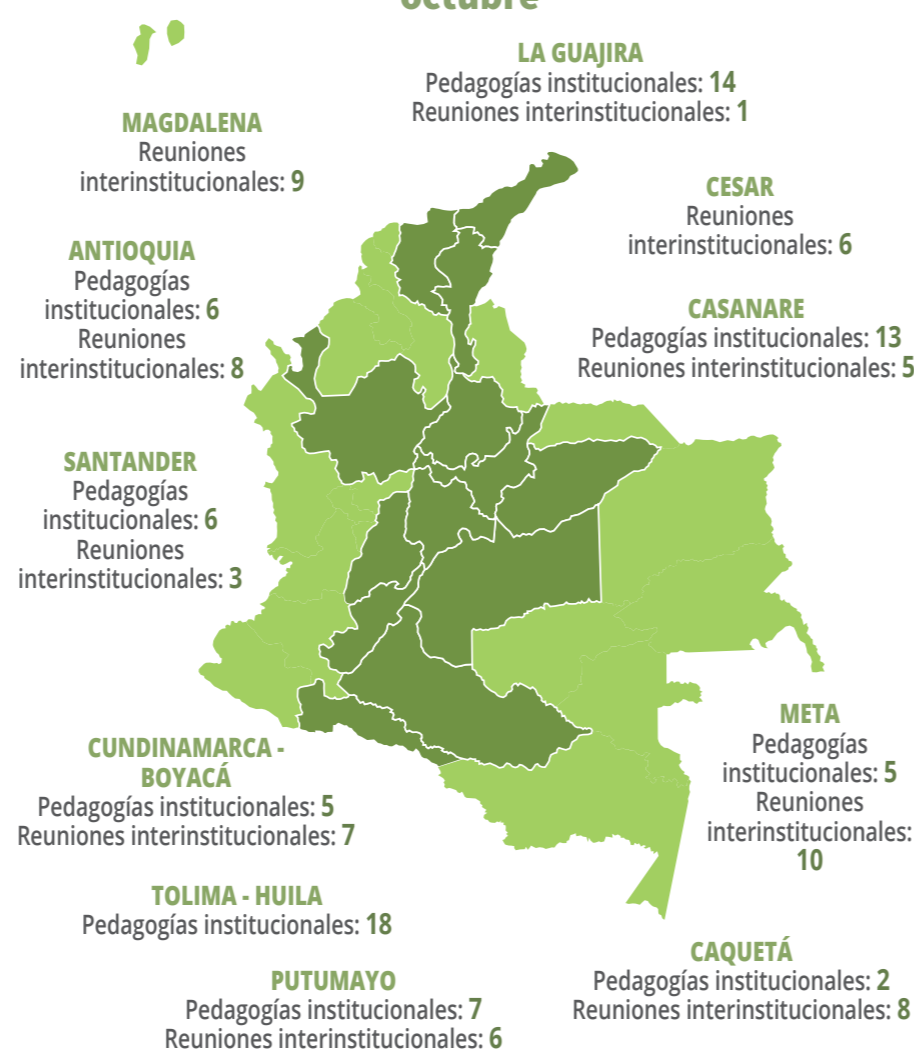 octubre
LA GUAJIRA
Pedagogías institucionales: 14
Reuniones interinstitucionales: 1
MAGDALENA
Reuniones
interinstitucionales: 9
CESAR
Reuniones
interinstitucionales: 6
ANTIOQUIA
Pedagogías
institucionales: 6
Reuniones
interinstitucionales: 8
CASANARE
Pedagogías institucionales: 13
Reuniones interinstitucionales: 5
SANTANDER
Pedagogías
institucionales: 6
Reuniones
interinstitucionales: 3
META
Pedagogías
institucionales: 5
Reuniones
interinstitucionales:
10
CUNDINAMARCA -
BOYACÁ
Pedagogías institucionales: 5
Reuniones interinstitucionales: 7
TOLIMA - HUILA
Pedagogías institucionales: 18
CAQUETÁ
Pedagogías institucionales: 2
Reuniones interinstitucionales: 8
PUTUMAYO
Pedagogías institucionales: 7
Reuniones interinstitucionales: 6